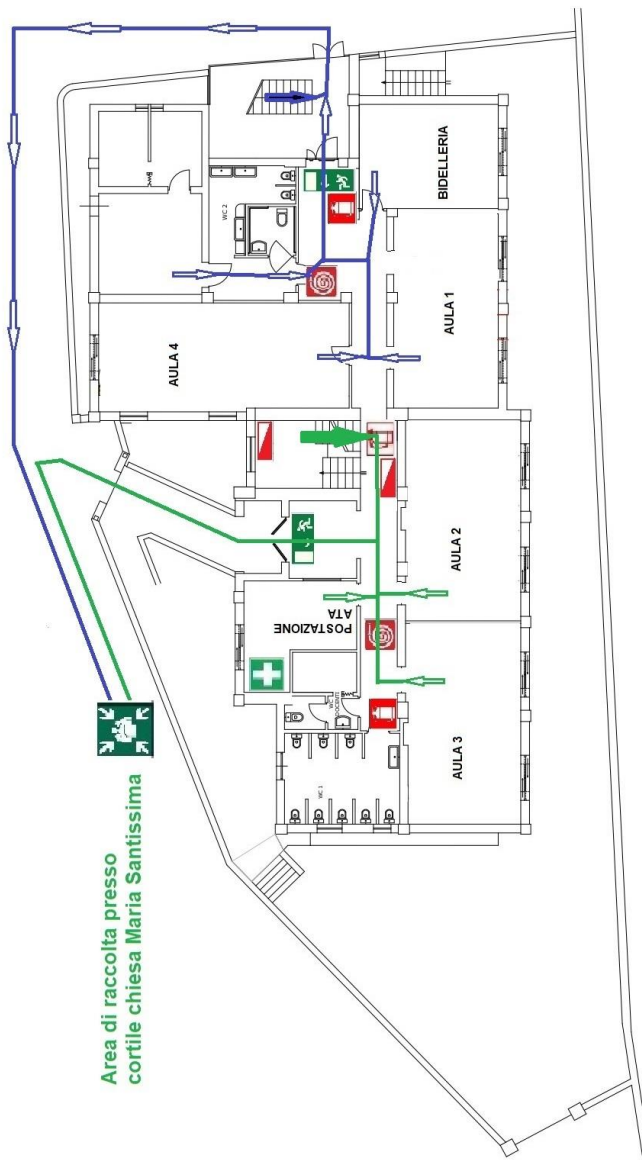 Area di raccolta presso
cortile chiesa Maria Santissima
AULA 4
WC 2
BIDELLERIA
AULA 1
AULA 2
AULA 3
POSTAZIONE
ATA
DOCENTI
WC 1